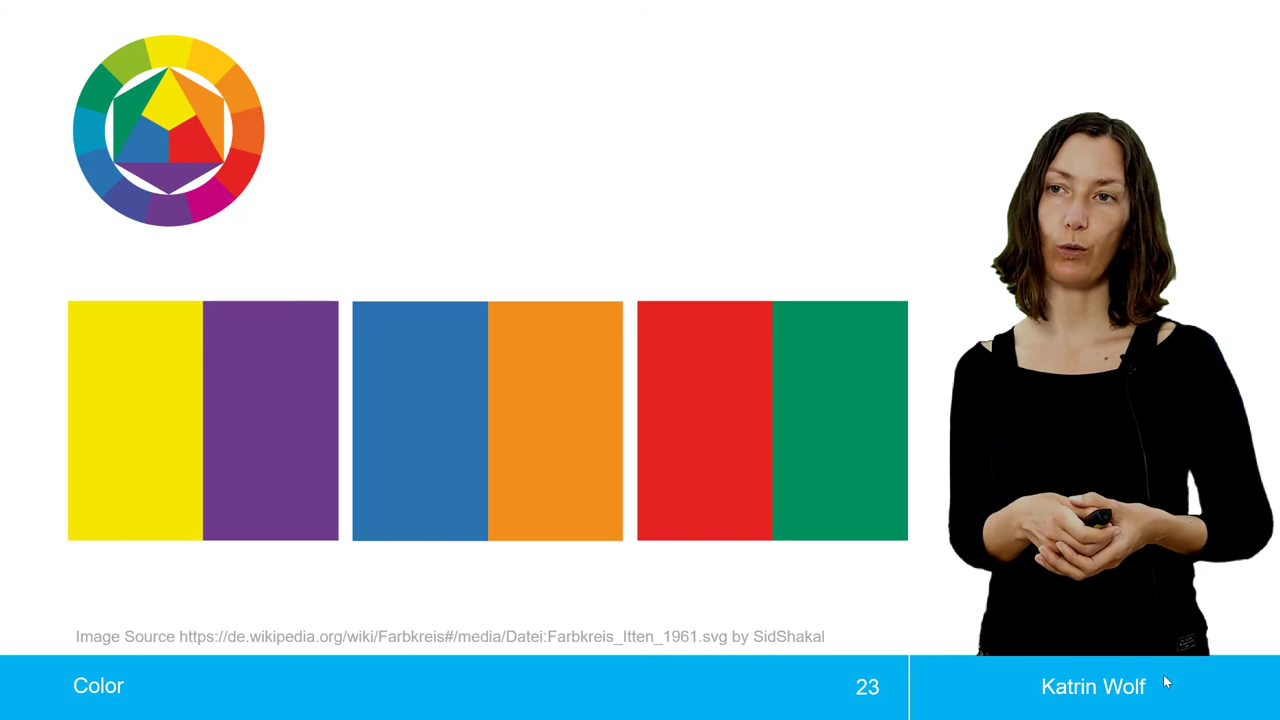 Image Source https://de.wikipedia.org/wiki/Farbkreis#/media/Datei:Farbkreis_Itten_1961.svg by SidShakal
Color
23
Katrin Wolf